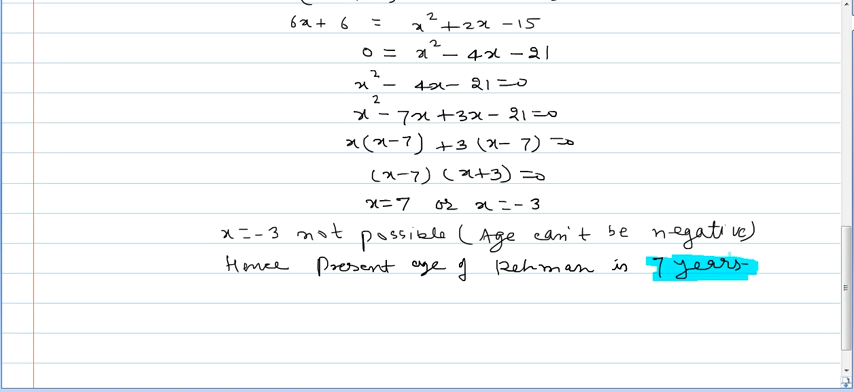 6x + 6 = x² + 2x - 15
0 = x² - 4x - 21
x² - 4x - 21 = 0
x² - 7x + 3x - 21 = 0
x(x-7) + 3(x-7) = 0
(x-7) (x+3) = 0
x = 7 or x = -3
x = -3 not possible (Age can't be negative)
Hence Present age of Rehman is 7 years